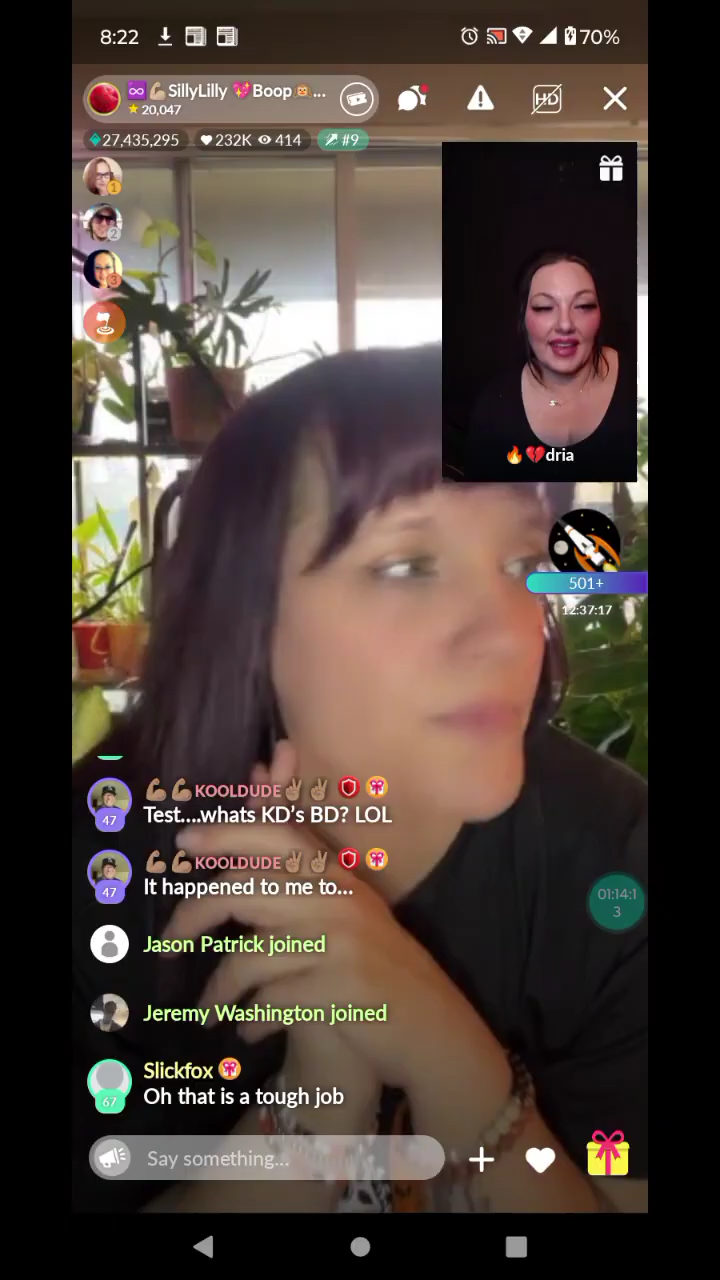 8:22
70%
♾️💪🏽SillyLilly 💖Boop🙉...
⭐ 20,047
HD
27,435,295
232K 414
#9
1
2
3
🔥💔dria
501+
12:37:17
💪🏽💪🏽KOOLDUDE✌🏽✌🏽
Test....whats KD's BD? LOL
47
💪🏽💪🏽KOOLDUDE✌🏽✌🏽
It happened to me to...
47
01:14:1
3
Jason Patrick joined
Jeremy Washington joined
Slickfox
Oh that is a tough job
67
Say something...